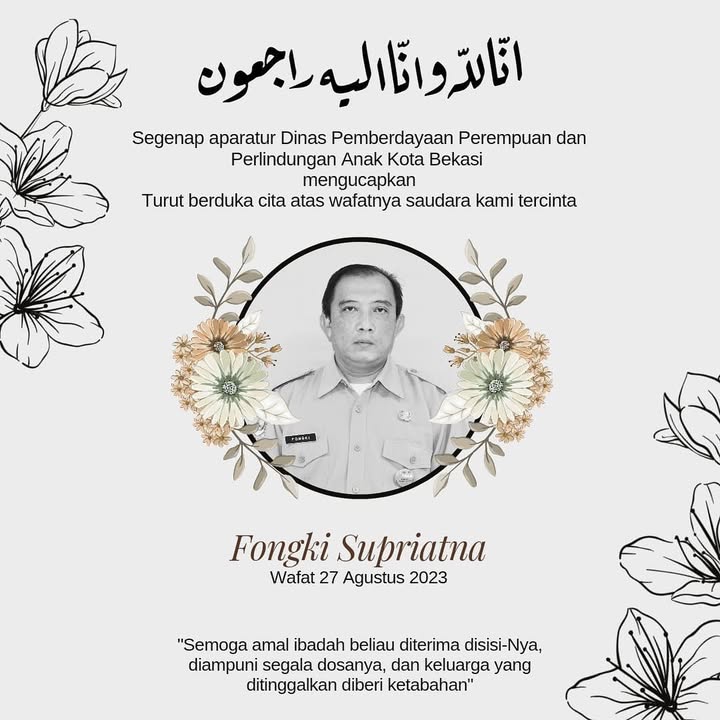 انّا للّه وانّا اليه راجعون
Segenap aparatur Dinas Pemberdayaan Perempuan dan
Perlindungan Anak Kota Bekasi
mengucapkan
Turut berduka cita atas wafatnya saudara kami tercinta
FONGKI
Fongki Supriatna
Wafat 27 Agustus 2023
"Semoga amal ibadah beliau diterima disisi-Nya,
diampuni segala dosanya, dan keluarga yang
ditinggalkan diberi ketabahan"